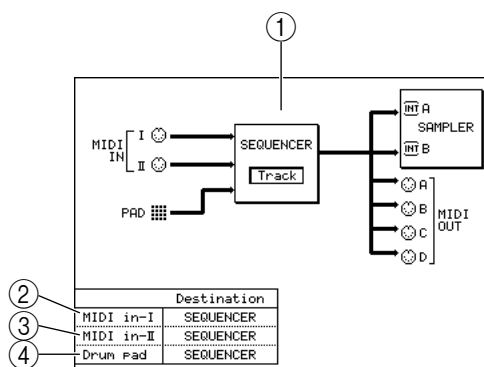 ①
I
MIDI IN
II
PAD
SEQUENCER
Track
INT A
SAMPLER
INT B
A
B
C
D
MIDI OUT
Destination
② MIDI in-I SEQUENCER
③ MIDI in-II SEQUENCER
④ Drum pad SEQUENCER